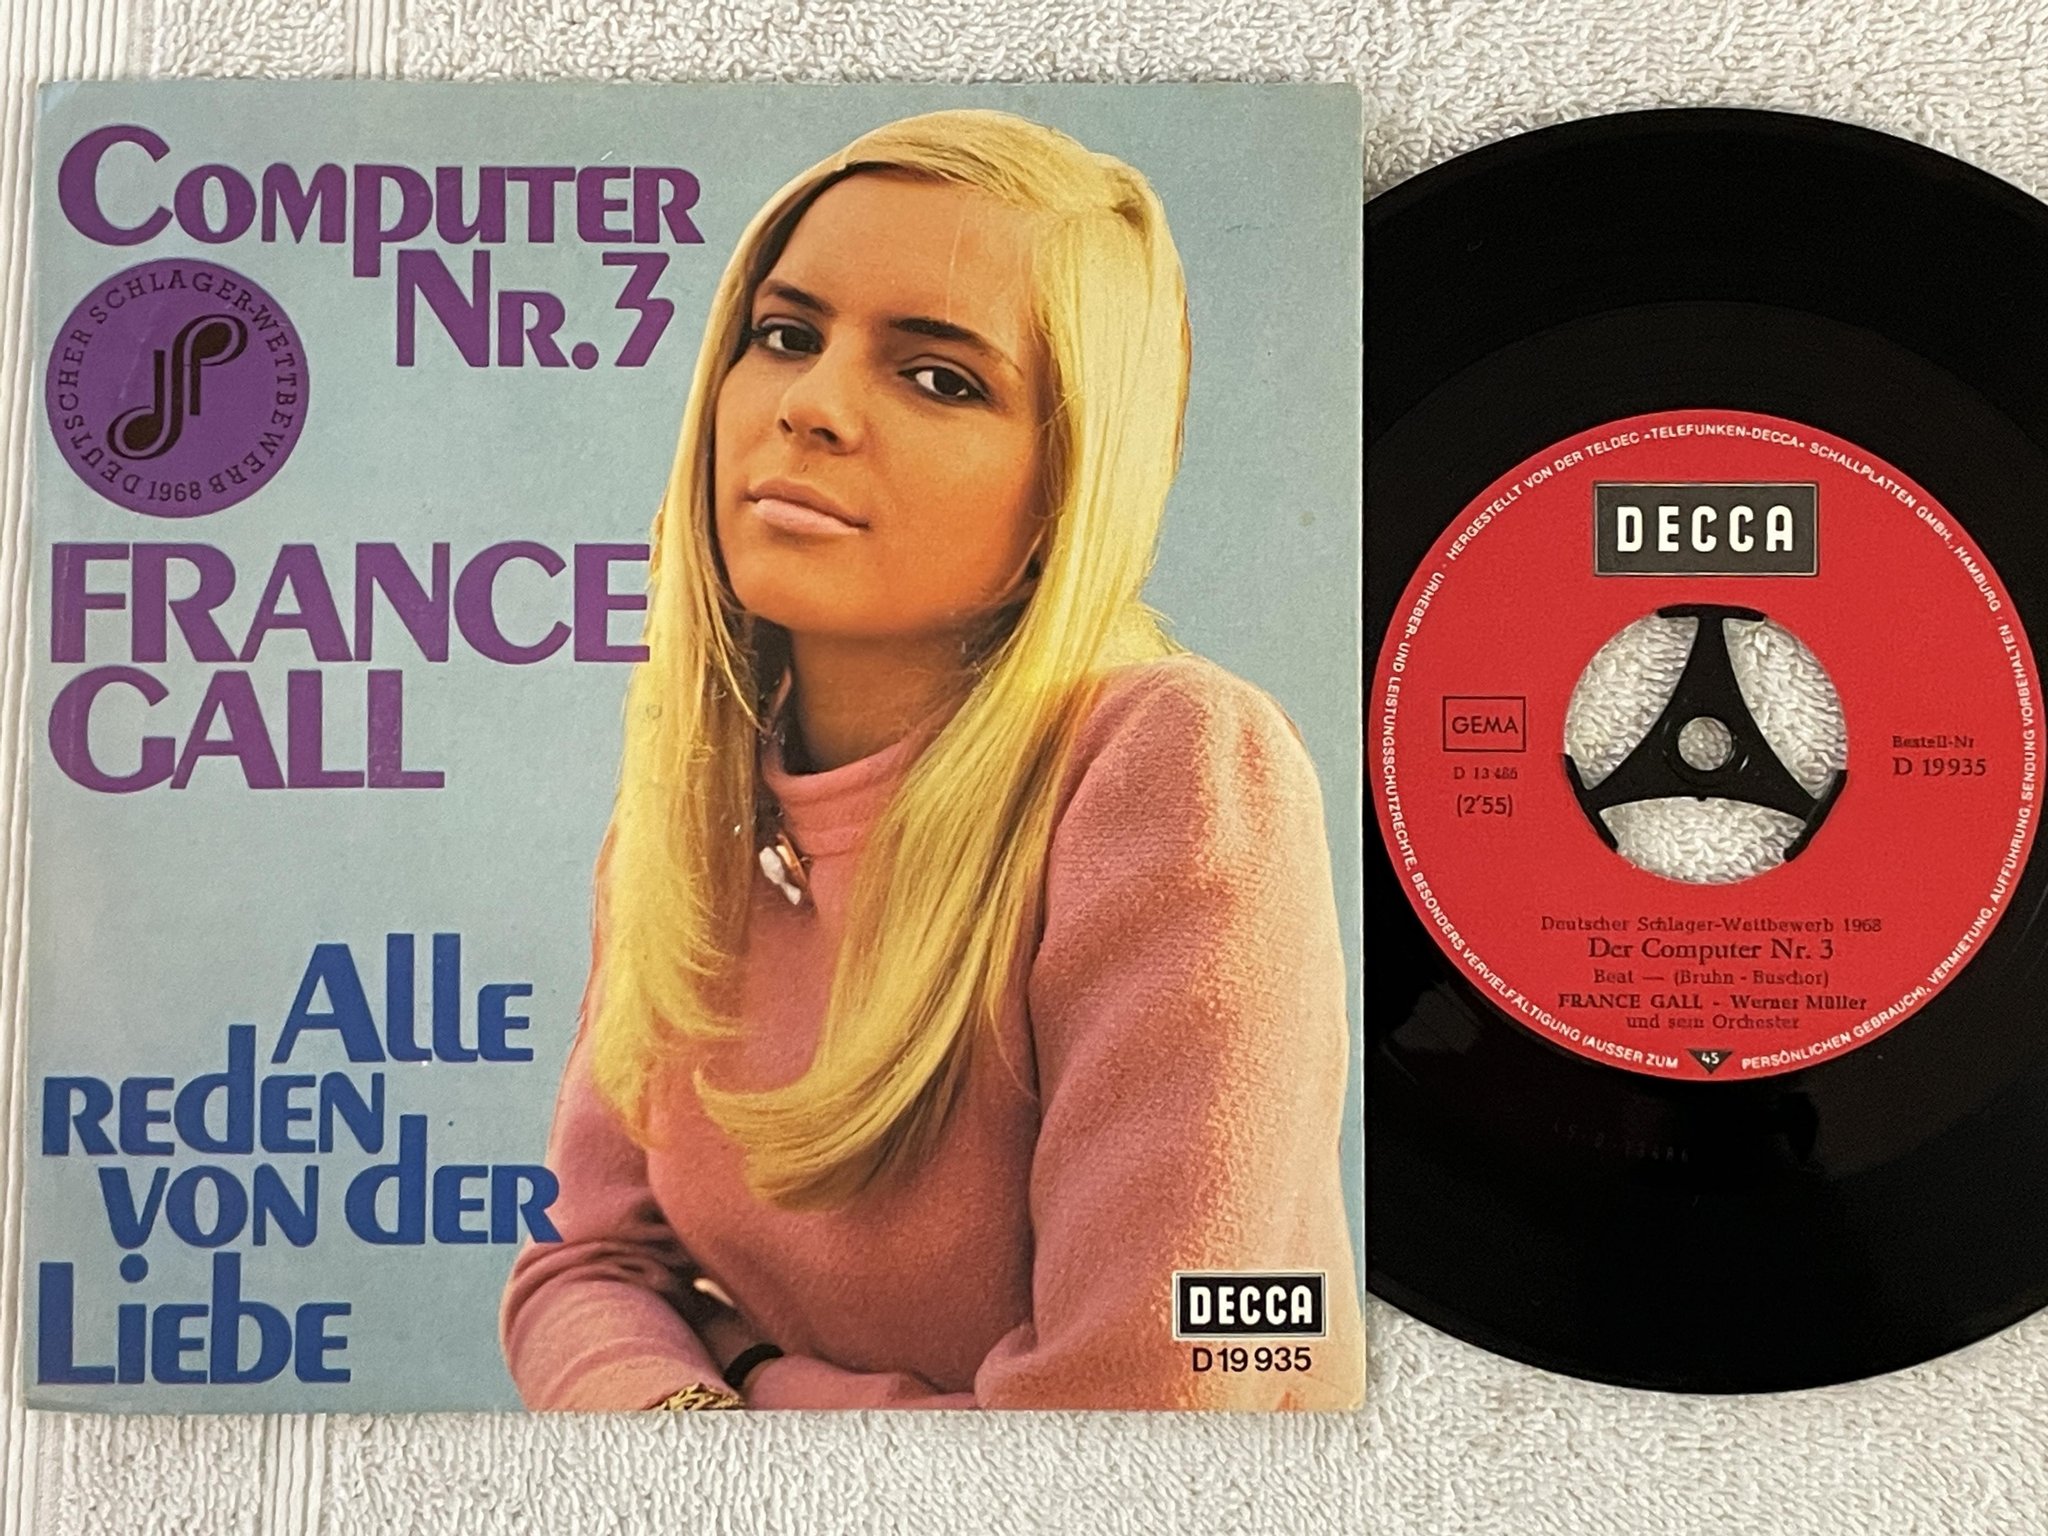 COMPUTER
NR. 3
DEUTSCHER SCHLAGER-WETTBEWERB
1968
FRANCE
GALL
ALLE
REDEN
VON DER
LIEBE
DECCA
D 19 935
HERGESTELLT VON DER TELDEC »TELEFUNKEN-DECCA« SCHALLPLATTEN GMBH., HAMBURG · URHEBER- UND LEISTUNGSSCHUTZRECHTE, BESONDERS VERVIELFÄLTIGUNG (AUSSER ZUM PERSÖNLICHEN GEBRAUCH), VERMIETUNG, AUFFÜHRUNG, SENDUNG VORBEHALTEN
DECCA
GEMA
D 13 486
(2'55)
Bestell-Nr
D 19935
Deutscher Schlager-Wettbewerb 1968
Der Computer Nr. 3
Beat — (Bruhn - Buschor)
FRANCE GALL - Werner Müller
und sein Orchester
45